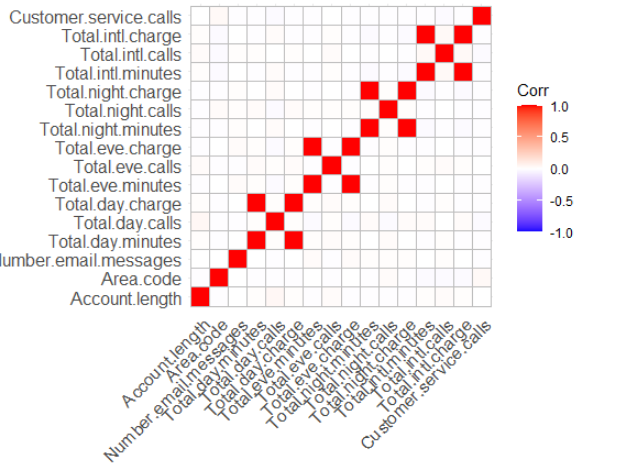 Customer.service.calls
Total.intl.charge
Total.intl.calls
Total.intl.minutes
Total.night.charge
Total.night.calls
Total.night.minutes
Total.eve.charge
Total.eve.calls
Total.eve.minutes
Total.day.charge
Total.day.calls
Total.day.minutes
umber.email.messages
Area.code
Account.length
Corr
1.0
0.5
0.0
-0.5
-1.0
Account.length
Area.code
Number.email.messages
Total.day.minutes
Total.day.calls
Total.day.charge
Total.eve.minutes
Total.eve.calls
Total.eve.charge
Total.night.minutes
Total.night.calls
Total.night.charge
Total.intl.minutes
Total.intl.calls
Total.intl.charge
Customer.service.calls